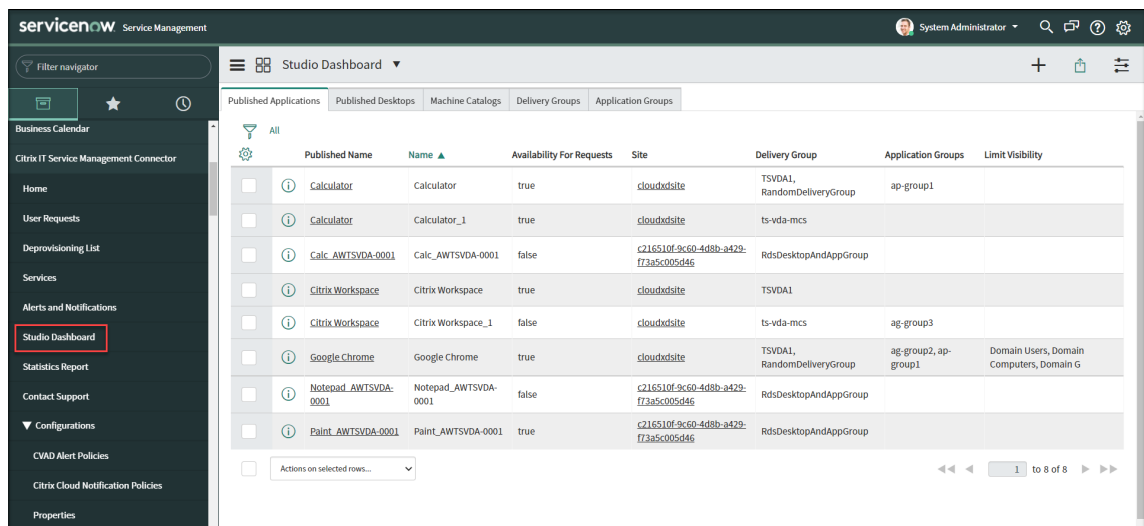 servicenow. Service Management
System Administrator
Filter navigator
Studio Dashboard
Published Applications Published Desktops Machine Catalogs Delivery Groups Application Groups
Business Calendar
Citrix IT Service Management Connector
Home
User Requests
Deprovisioning List
Services
Alerts and Notifications
Studio Dashboard
Statistics Report
Contact Support
Configurations
CVAD Alert Policies
Citrix Cloud Notification Policies
Properties
All
Published Name Name Availability For Requests Site Delivery Group Application Groups Limit Visibility
Calculator Calculator true cloudxdsite TSVDA1, RandomDeliveryGroup ap-group1
Calculator Calculator_1 true cloudxdsite ts-vda-mcs
Calc_AWTSVDA-0001 Calc_AWTSVDA-0001 false c216510f-9c60-4d8b-a429-f73a5c005d46 RdsDesktopAndAppGroup
Citrix Workspace Citrix Workspace true cloudxdsite TSVDA1
Citrix Workspace Citrix Workspace_1 false cloudxdsite ts-vda-mcs ag-group3
Google Chrome Google Chrome true cloudxdsite TSVDA1, RandomDeliveryGroup ag-group2, ap-group1 Domain Users, Domain Computers, Domain G
Notepad_AWTSVDA-0001 Notepad_AWTSVDA-0001 false c216510f-9c60-4d8b-a429-f73a5c005d46 RdsDesktopAndAppGroup
Paint_AWTSVDA-0001 Paint_AWTSVDA-0001 true c216510f-9c60-4d8b-a429-f73a5c005d46 RdsDesktopAndAppGroup
Actions on selected rows... 1 to 8 of 8